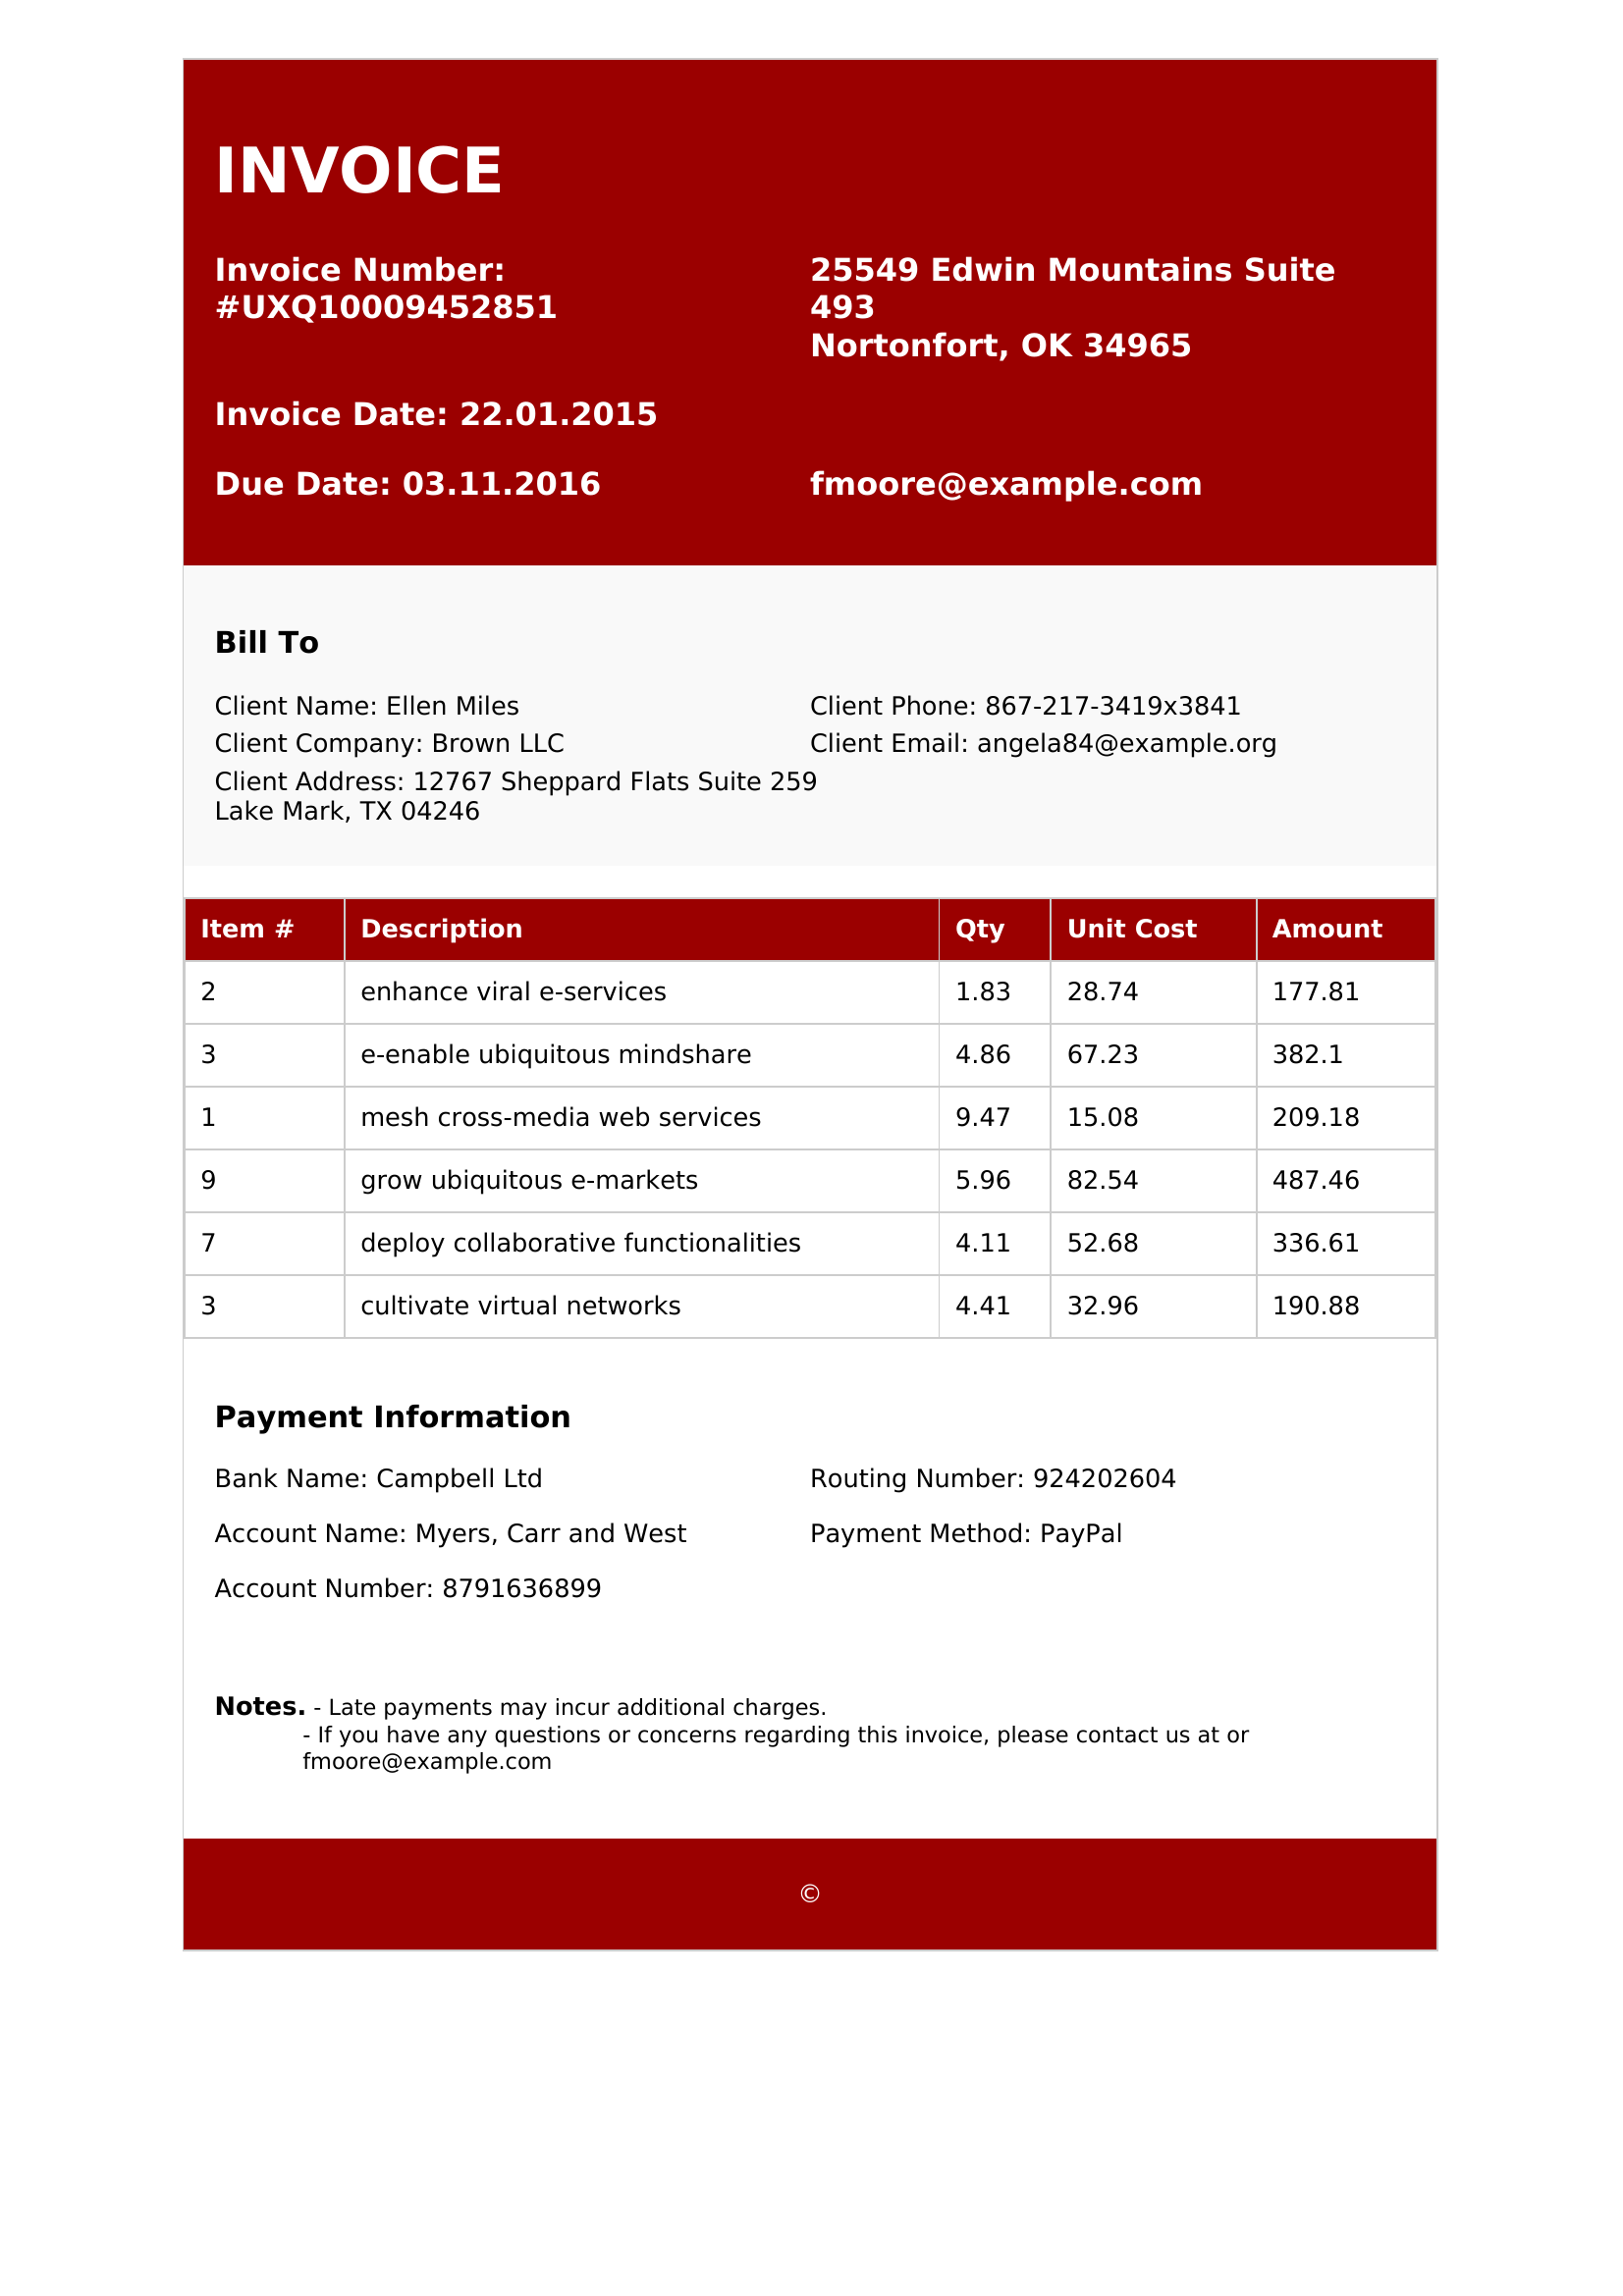 INVOICE
Invoice Number:
#UXQ10009452851
25549 Edwin Mountains Suite
493
Nortonfort, OK 34965
Invoice Date: 22.01.2015
Due Date: 03.11.2016
fmoore@example.com
Bill To
Client Name: Ellen Miles
Client Phone: 867-217-3419x3841
Client Company: Brown LLC
Client Email: angela84@example.org
Client Address: 12767 Sheppard Flats Suite 259
Lake Mark, TX 04246
Item # Description Qty Unit Cost Amount
2 enhance viral e-services 1.83 28.74 177.81
3 e-enable ubiquitous mindshare 4.86 67.23 382.1
1 mesh cross-media web services 9.47 15.08 209.18
9 grow ubiquitous e-markets 5.96 82.54 487.46
7 deploy collaborative functionalities 4.11 52.68 336.61
3 cultivate virtual networks 4.41 32.96 190.88
Payment Information
Bank Name: Campbell Ltd
Routing Number: 924202604
Account Name: Myers, Carr and West
Payment Method: PayPal
Account Number: 8791636899
Notes. - Late payments may incur additional charges.
- If you have any questions or concerns regarding this invoice, please contact us at or
fmoore@example.com
©